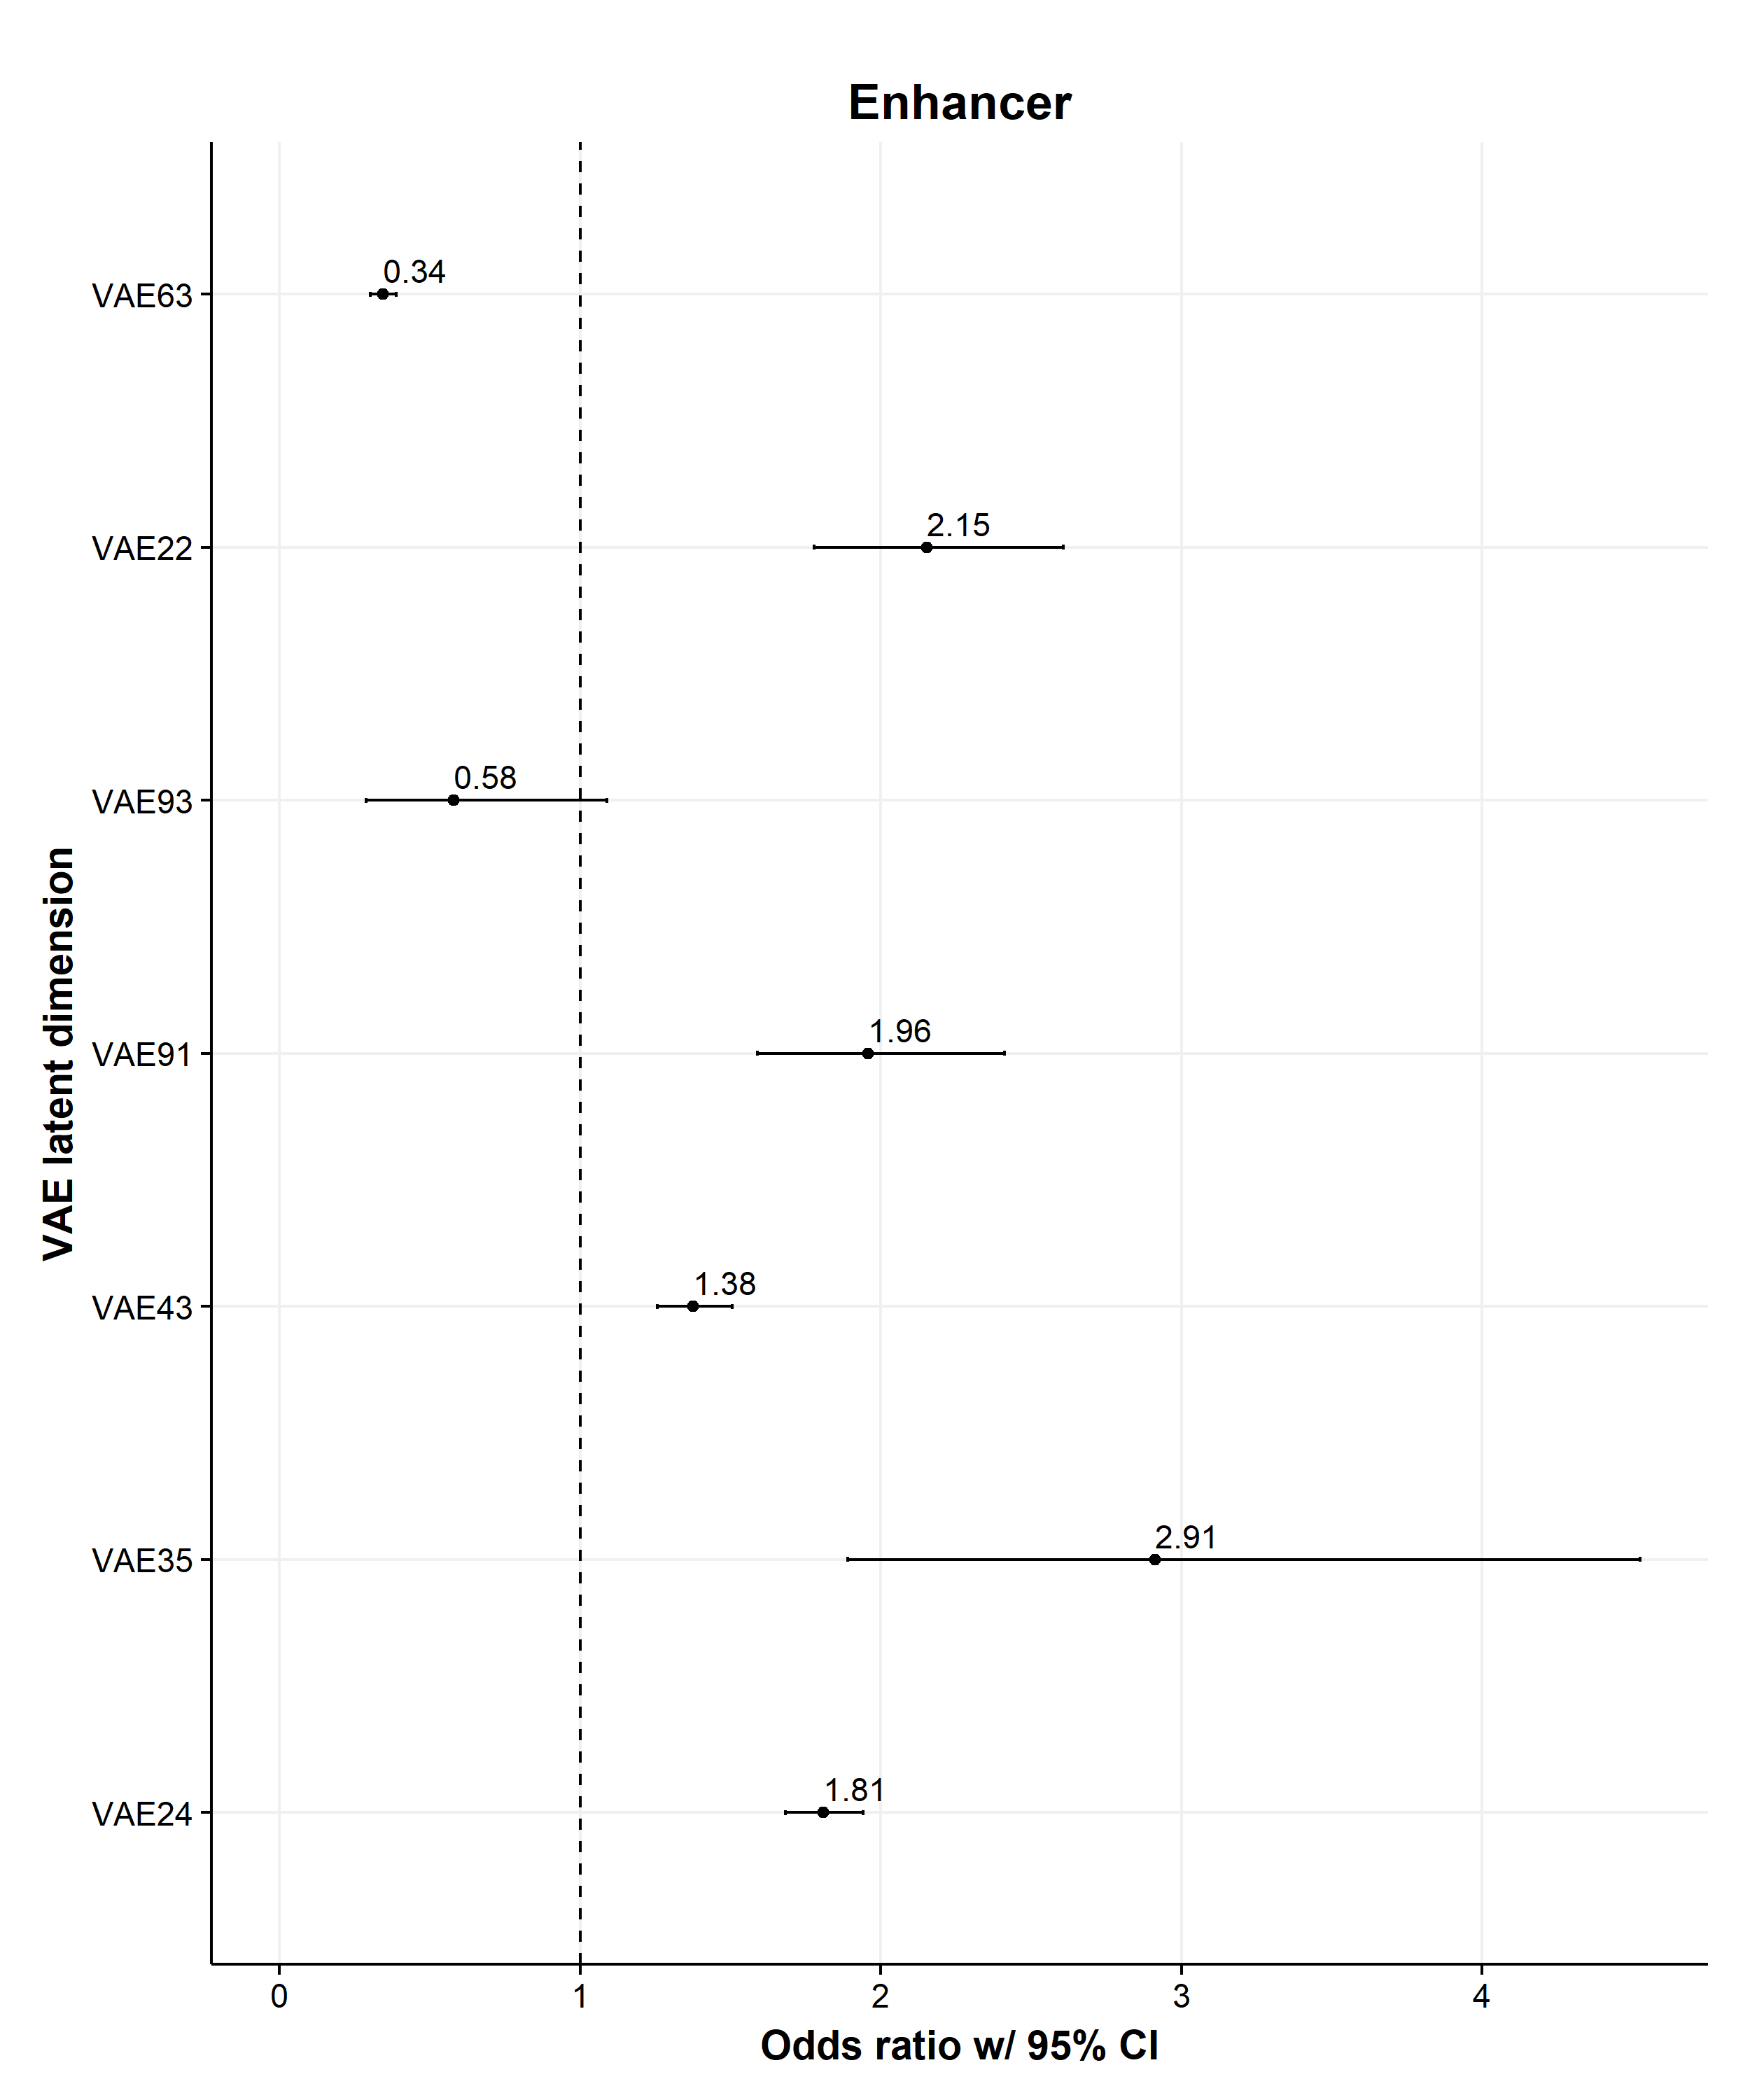 Enhancer
VAE latent dimension
VAE63
0.34
VAE22
2.15
VAE93
0.58
VAE91
1.96
VAE43
1.38
VAE35
2.91
VAE24
1.81
0 1 2 3 4
Odds ratio w/ 95% CI